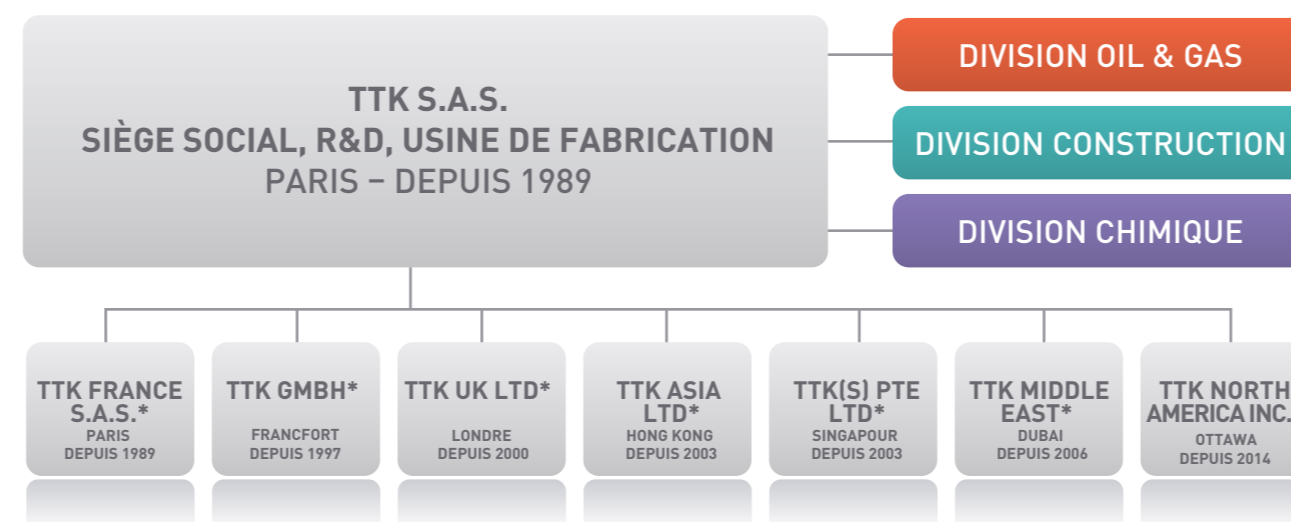 TTK S.A.S.
SIÈGE SOCIAL, R&D, USINE DE FABRICATION
PARIS – DEPUIS 1989
DIVISION OIL & GAS
DIVISION CONSTRUCTION
DIVISION CHIMIQUE
TTK FRANCE
S.A.S.*
PARIS
DEPUIS 1989
TTK GMBH*
FRANCFORT
DEPUIS 1997
TTK UK LTD*
LONDRE
DEPUIS 2000
TTK ASIA
LTD*
HONG KONG
DEPUIS 2003
TTK(S) PTE
LTD*
SINGAPOUR
DEPUIS 2003
TTK MIDDLE
EAST*
DUBAI
DEPUIS 2006
TTK NORTH
AMERICA INC.
OTTAWA
DEPUIS 2014